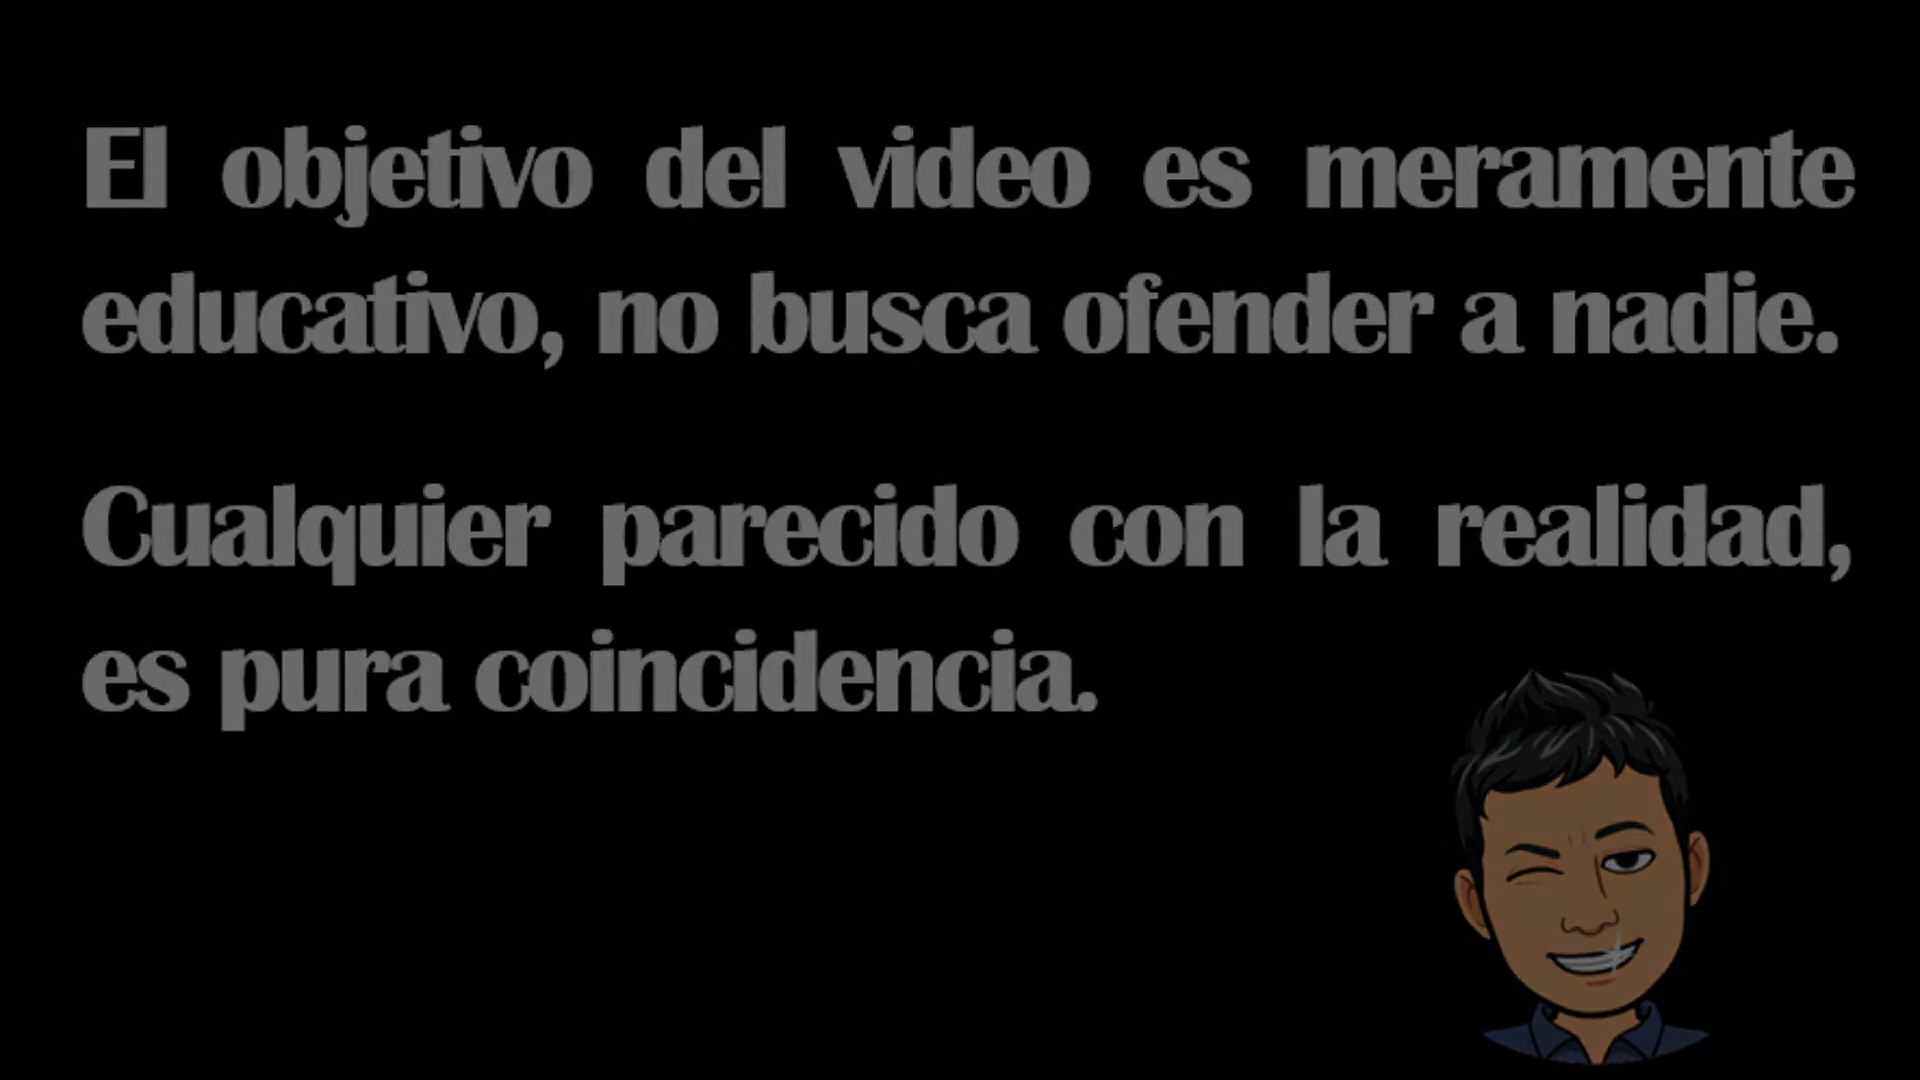 El objetivo del video es meramente
educativo, no busca ofender a nadie.
Cualquier parecido con la realidad,
es pura coincidencia.